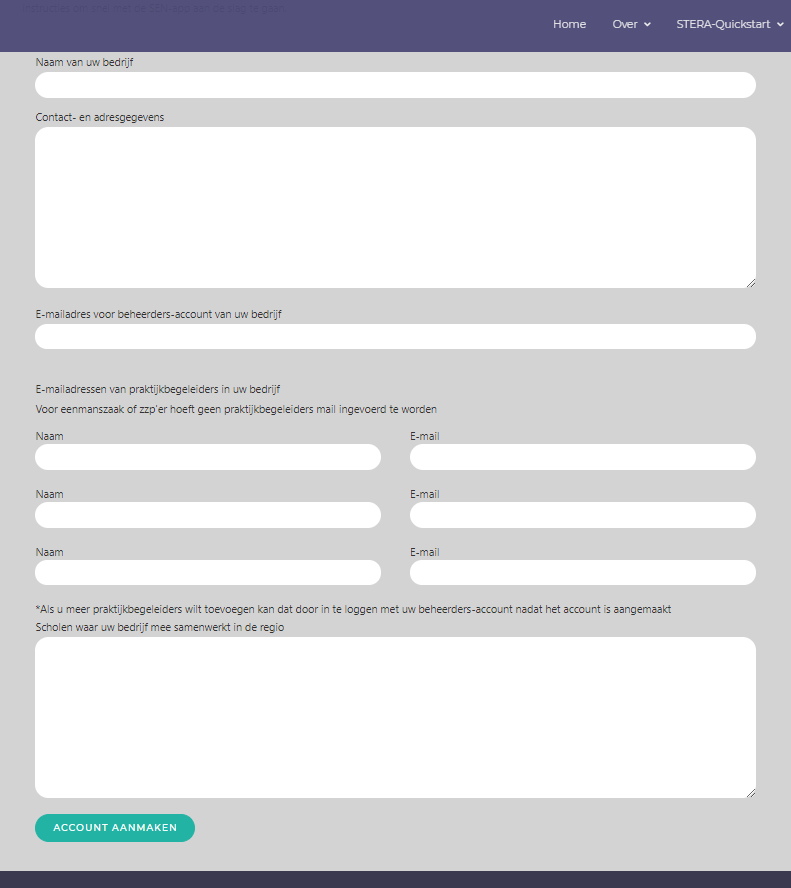 Home Over STERA-Quickstart
Naam van uw bedrijf
Contact- en adresgegevens
E-mailadres voor beheerders-account van uw bedrijf
E-mailadressen van praktijkbegeleiders in uw bedrijf
Voor eenmanszaak of zzp'er hoeft geen praktijkbegeleiders mail ingevoerd te worden
Naam E-mail
Naam E-mail
Naam E-mail
*Als u meer praktijkbegeleiders wilt toevoegen kan dat door in te loggen met uw beheerders-account nadat het account is aangemaakt
Scholen waar uw bedrijf mee samenwerkt in de regio
ACCOUNT AANMAKEN